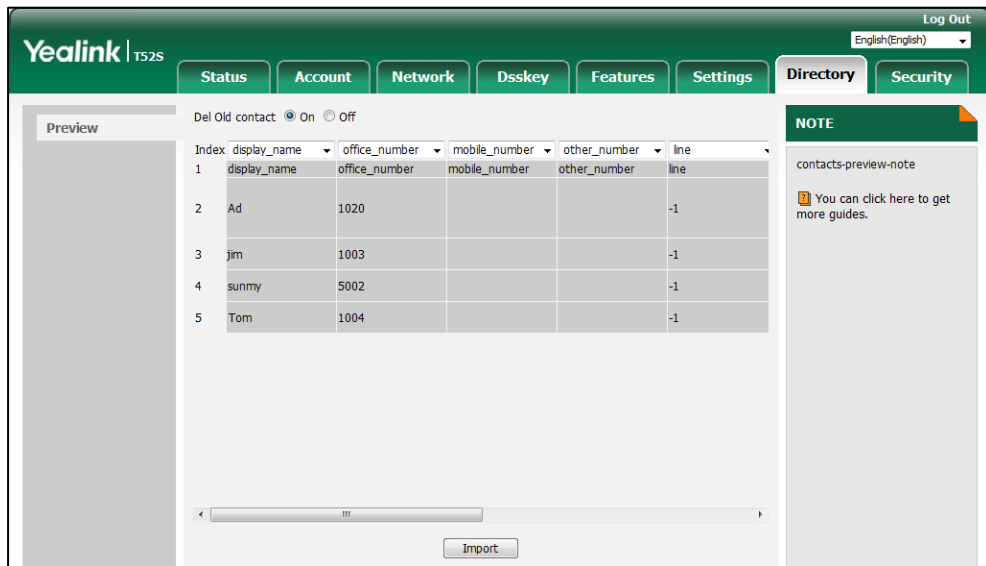 Log Out
Yealink T52S
English(English)
Status Account Network Dsskey Features Settings Directory Security
Preview
Del Old contact On Off
Index display_name office_number mobile_number other_number line
1 display_name office_number mobile_number other_number line
2 Ad 1020 -1
3 jim 1003 -1
4 sunmy 5002 -1
5 Tom 1004 -1
Import
NOTE
contacts-preview-note
You can click here to get
more guides.